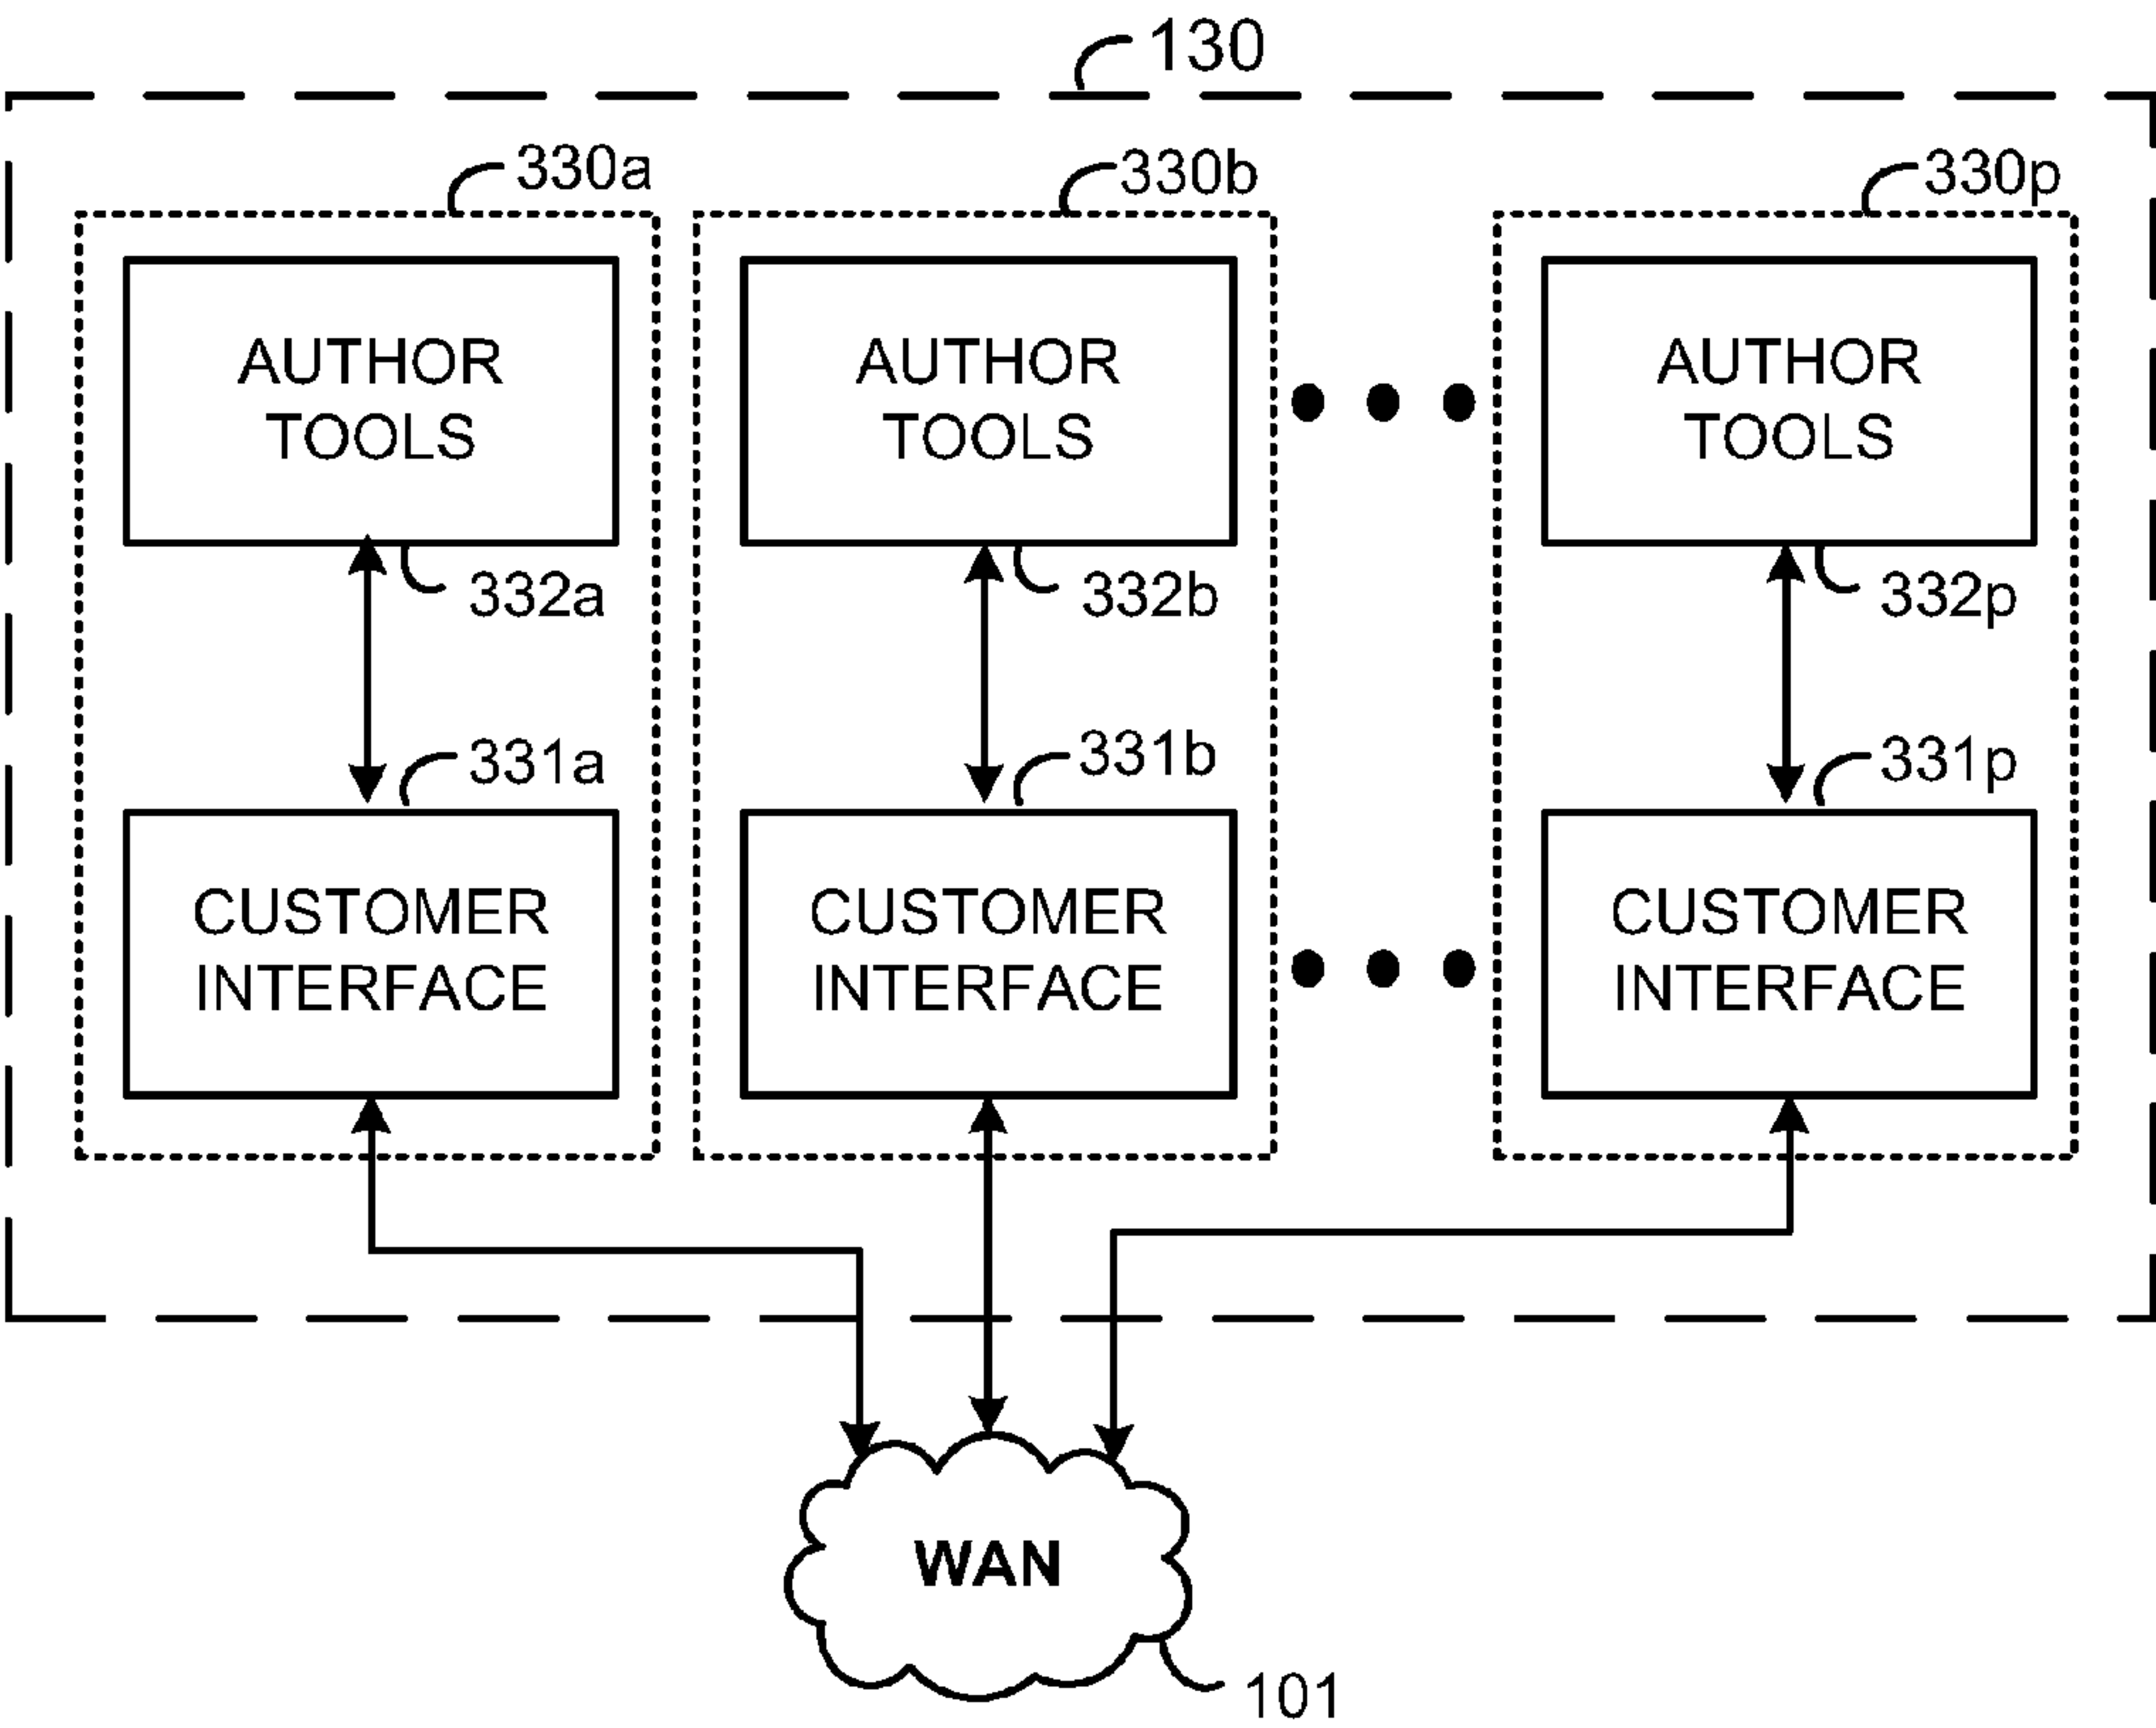 130
330a
330b
330p
AUTHOR
TOOLS
AUTHOR
TOOLS
AUTHOR
TOOLS
332a
332b
332p
331a
331b
331p
CUSTOMER
INTERFACE
CUSTOMER
INTERFACE
CUSTOMER
INTERFACE
WAN
101